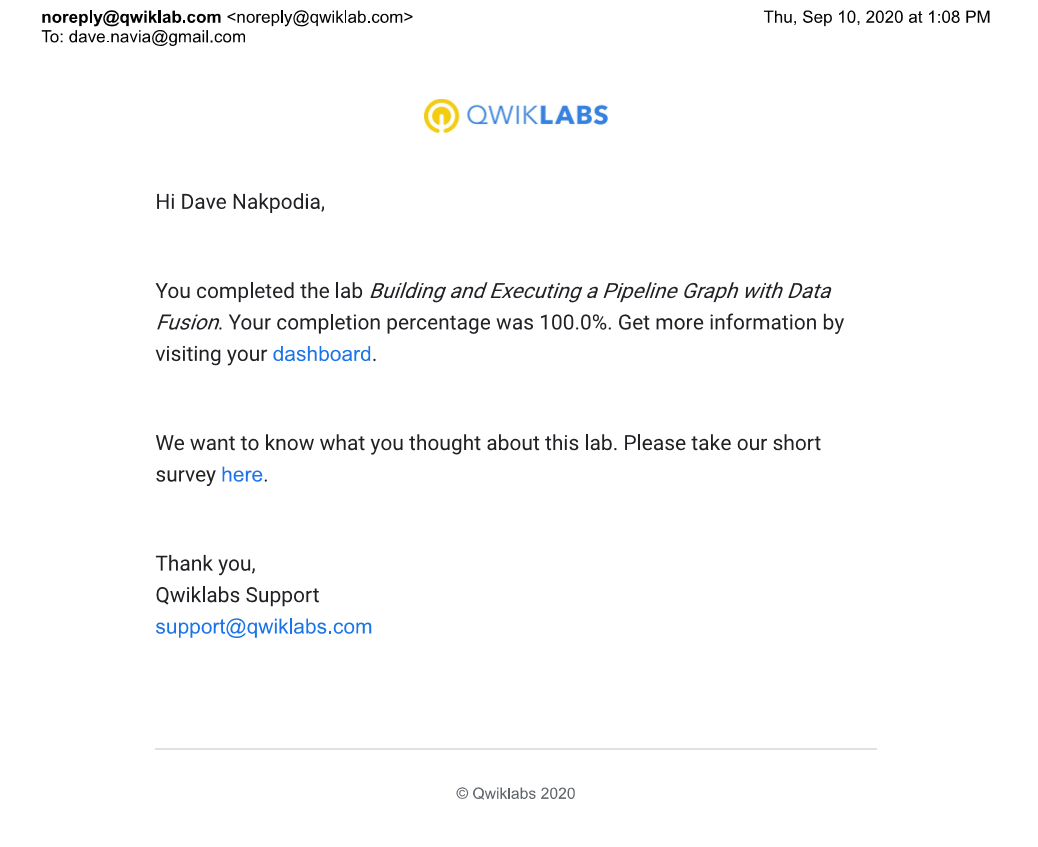 noreply@qwiklab.com <noreply@qwiklab.com> Thu, Sep 10, 2020 at 1:08 PM
To: dave.navia@gmail.com
QWIKLABS
Hi Dave Nakpodia,
You completed the lab Building and Executing a Pipeline Graph with Data
Fusion. Your completion percentage was 100.0%. Get more information by
visiting your dashboard.
We want to know what you thought about this lab. Please take our short
survey here.
Thank you,
Qwiklabs Support
support@qwiklabs.com
© Qwiklabs 2020